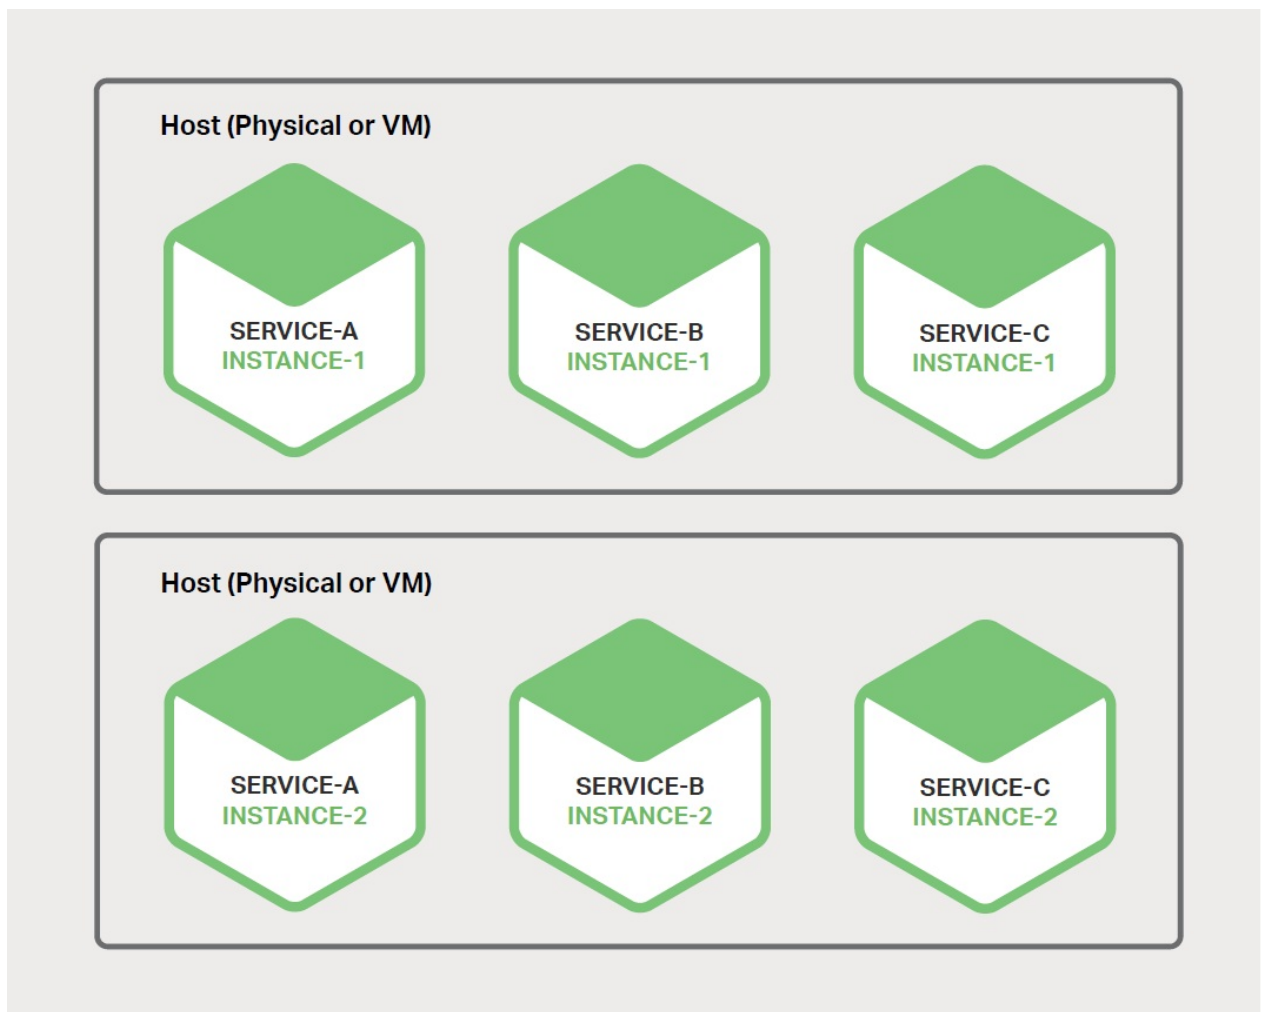 Host (Physical or VM)
SERVICE-A
INSTANCE-1
SERVICE-B
INSTANCE-1
SERVICE-C
INSTANCE-1
Host (Physical or VM)
SERVICE-A
INSTANCE-2
SERVICE-B
INSTANCE-2
SERVICE-C
INSTANCE-2